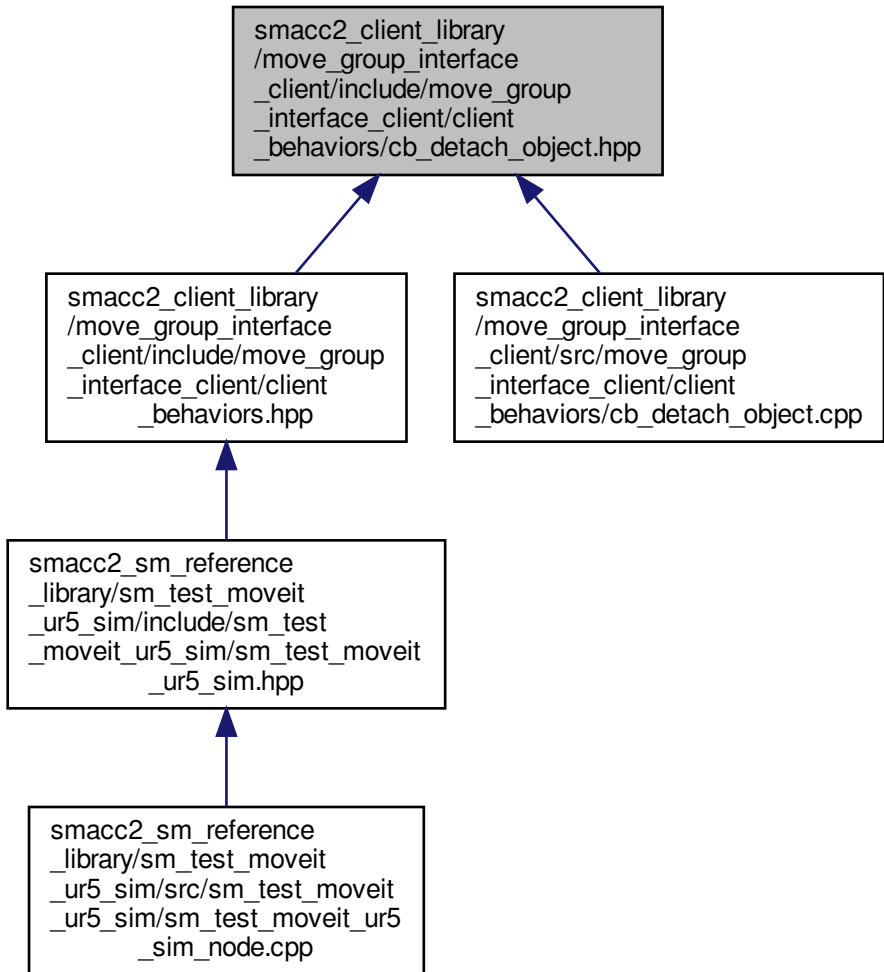 smacc2_client_library
/move_group_interface
_client/include/move_group
_interface_client/client
_behaviors/cb_detach_object.hpp
smacc2_client_library
/move_group_interface
_client/include/move_group
_interface_client/client
_behaviors.hpp
smacc2_client_library
/move_group_interface
_client/src/move_group
_interface_client/client
_behaviors/cb_detach_object.cpp
smacc2_sm_reference
_library/sm_test_moveit
_ur5_sim/include/sm_test
_moveit_ur5_sim/sm_test_moveit
_ur5_sim.hpp
smacc2_sm_reference
_library/sm_test_moveit
_ur5_sim/src/sm_test_moveit
_ur5_sim/sm_test_moveit_ur5
_sim_node.cpp